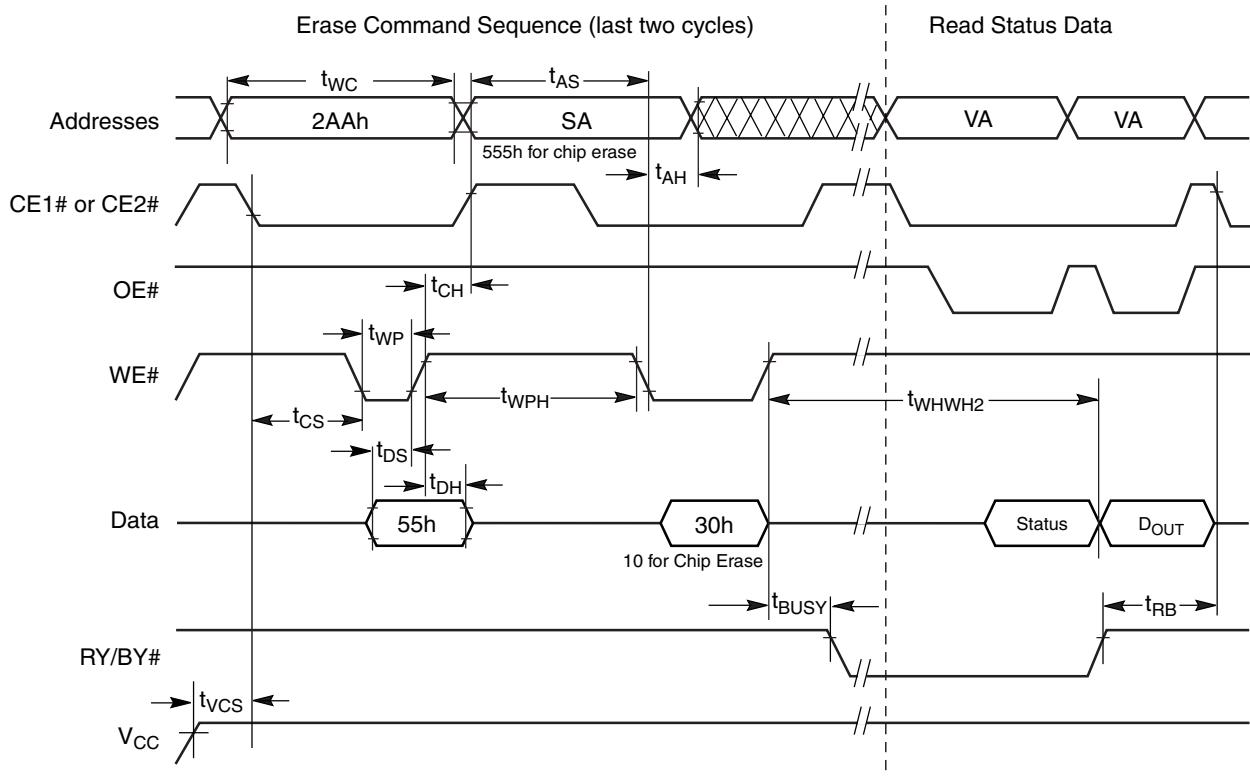 Erase Command Sequence (last two cycles)
Read Status Data
tWC
tAS
Addresses
2AAh
SA
VA
VA
555h for chip erase
tAH
CE1# or CE2#
OE#
tCH
tWP
WE#
tWPH
tWHWH2
tCS
tDS
tDH
Data
55h
30h
Status
DOUT
10 for Chip Erase
tBUSY
tRB
RY/BY#
tVCS
VCC